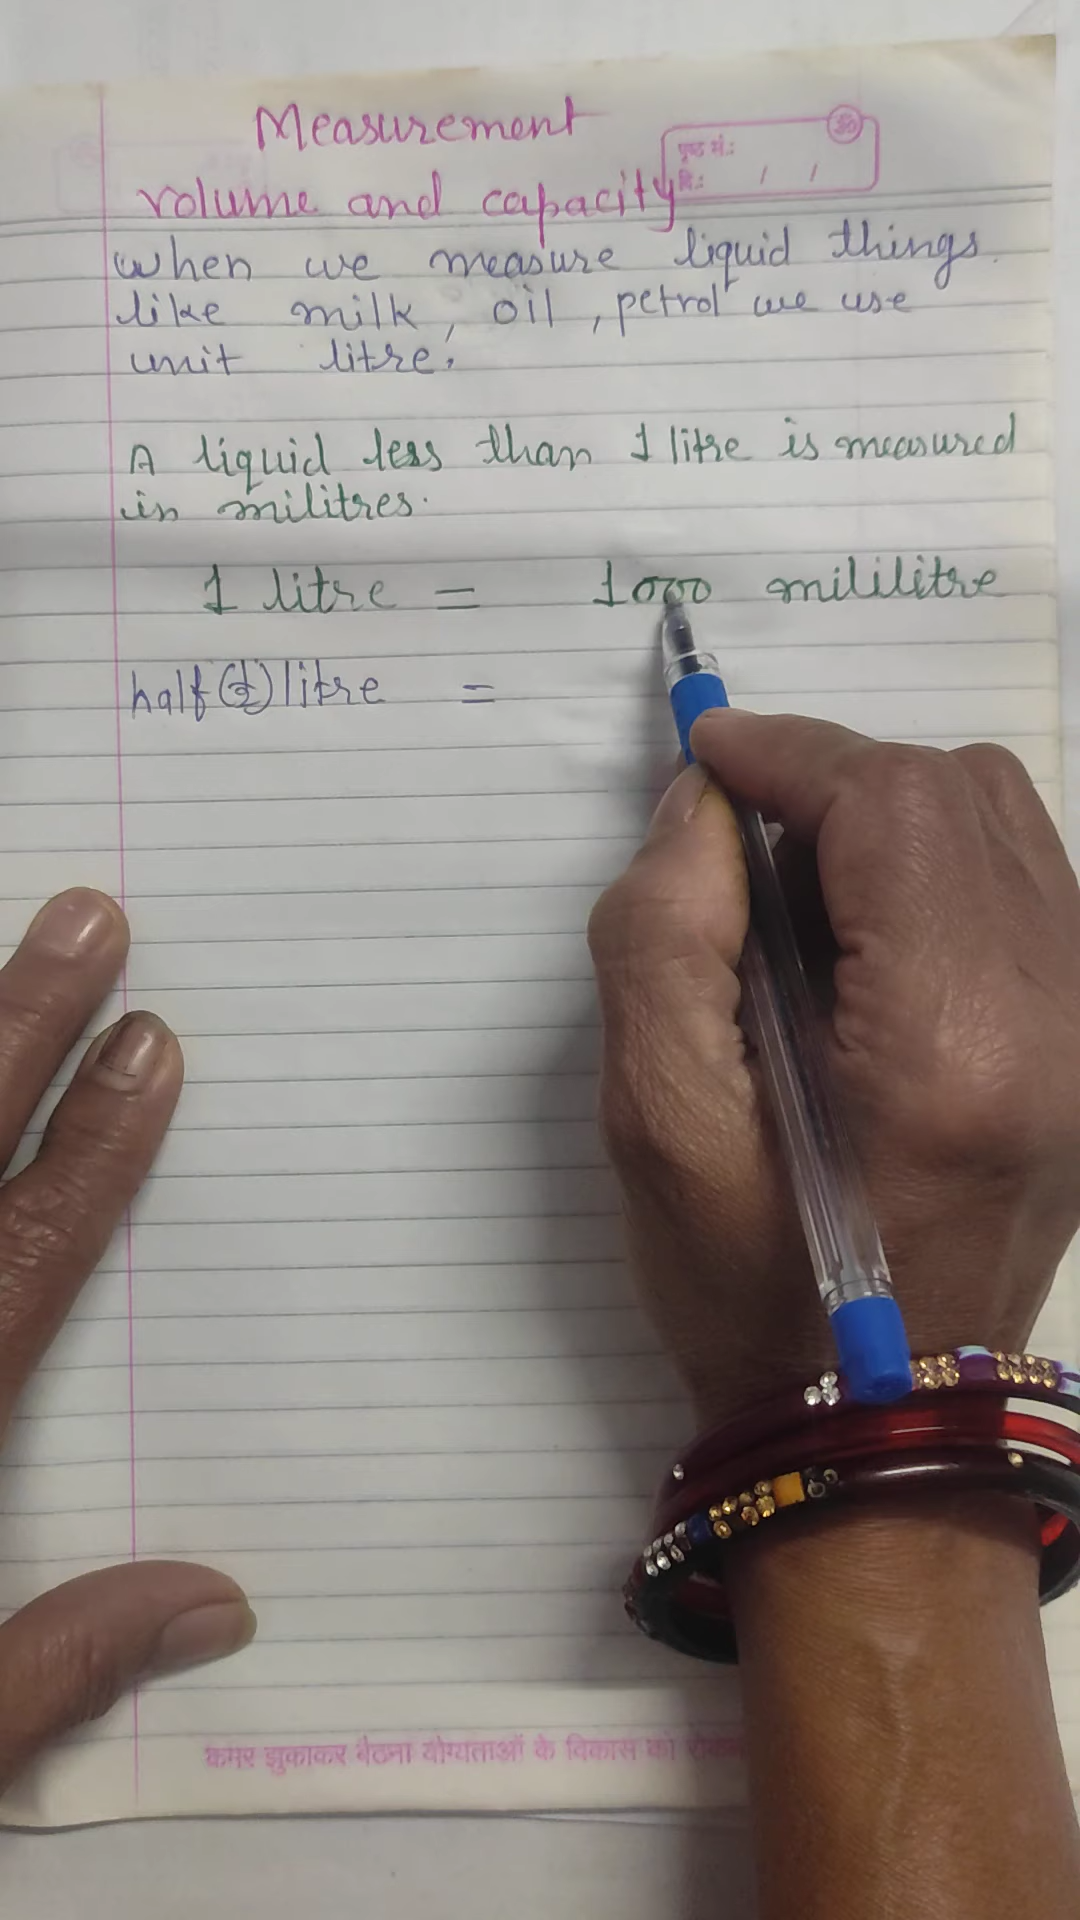 Measurement
पृष्ठ सं.:
दि.: / /
volume and capacity
When we measure liquid things.
like milk, oil, petrol we use
unit litre.
A liquid less than 1 litre is measured
in militres.
1 litre = 1000 mililitre
half(½)litre =
कमर झुकाकर बैठना योग्यताओं के विकास को